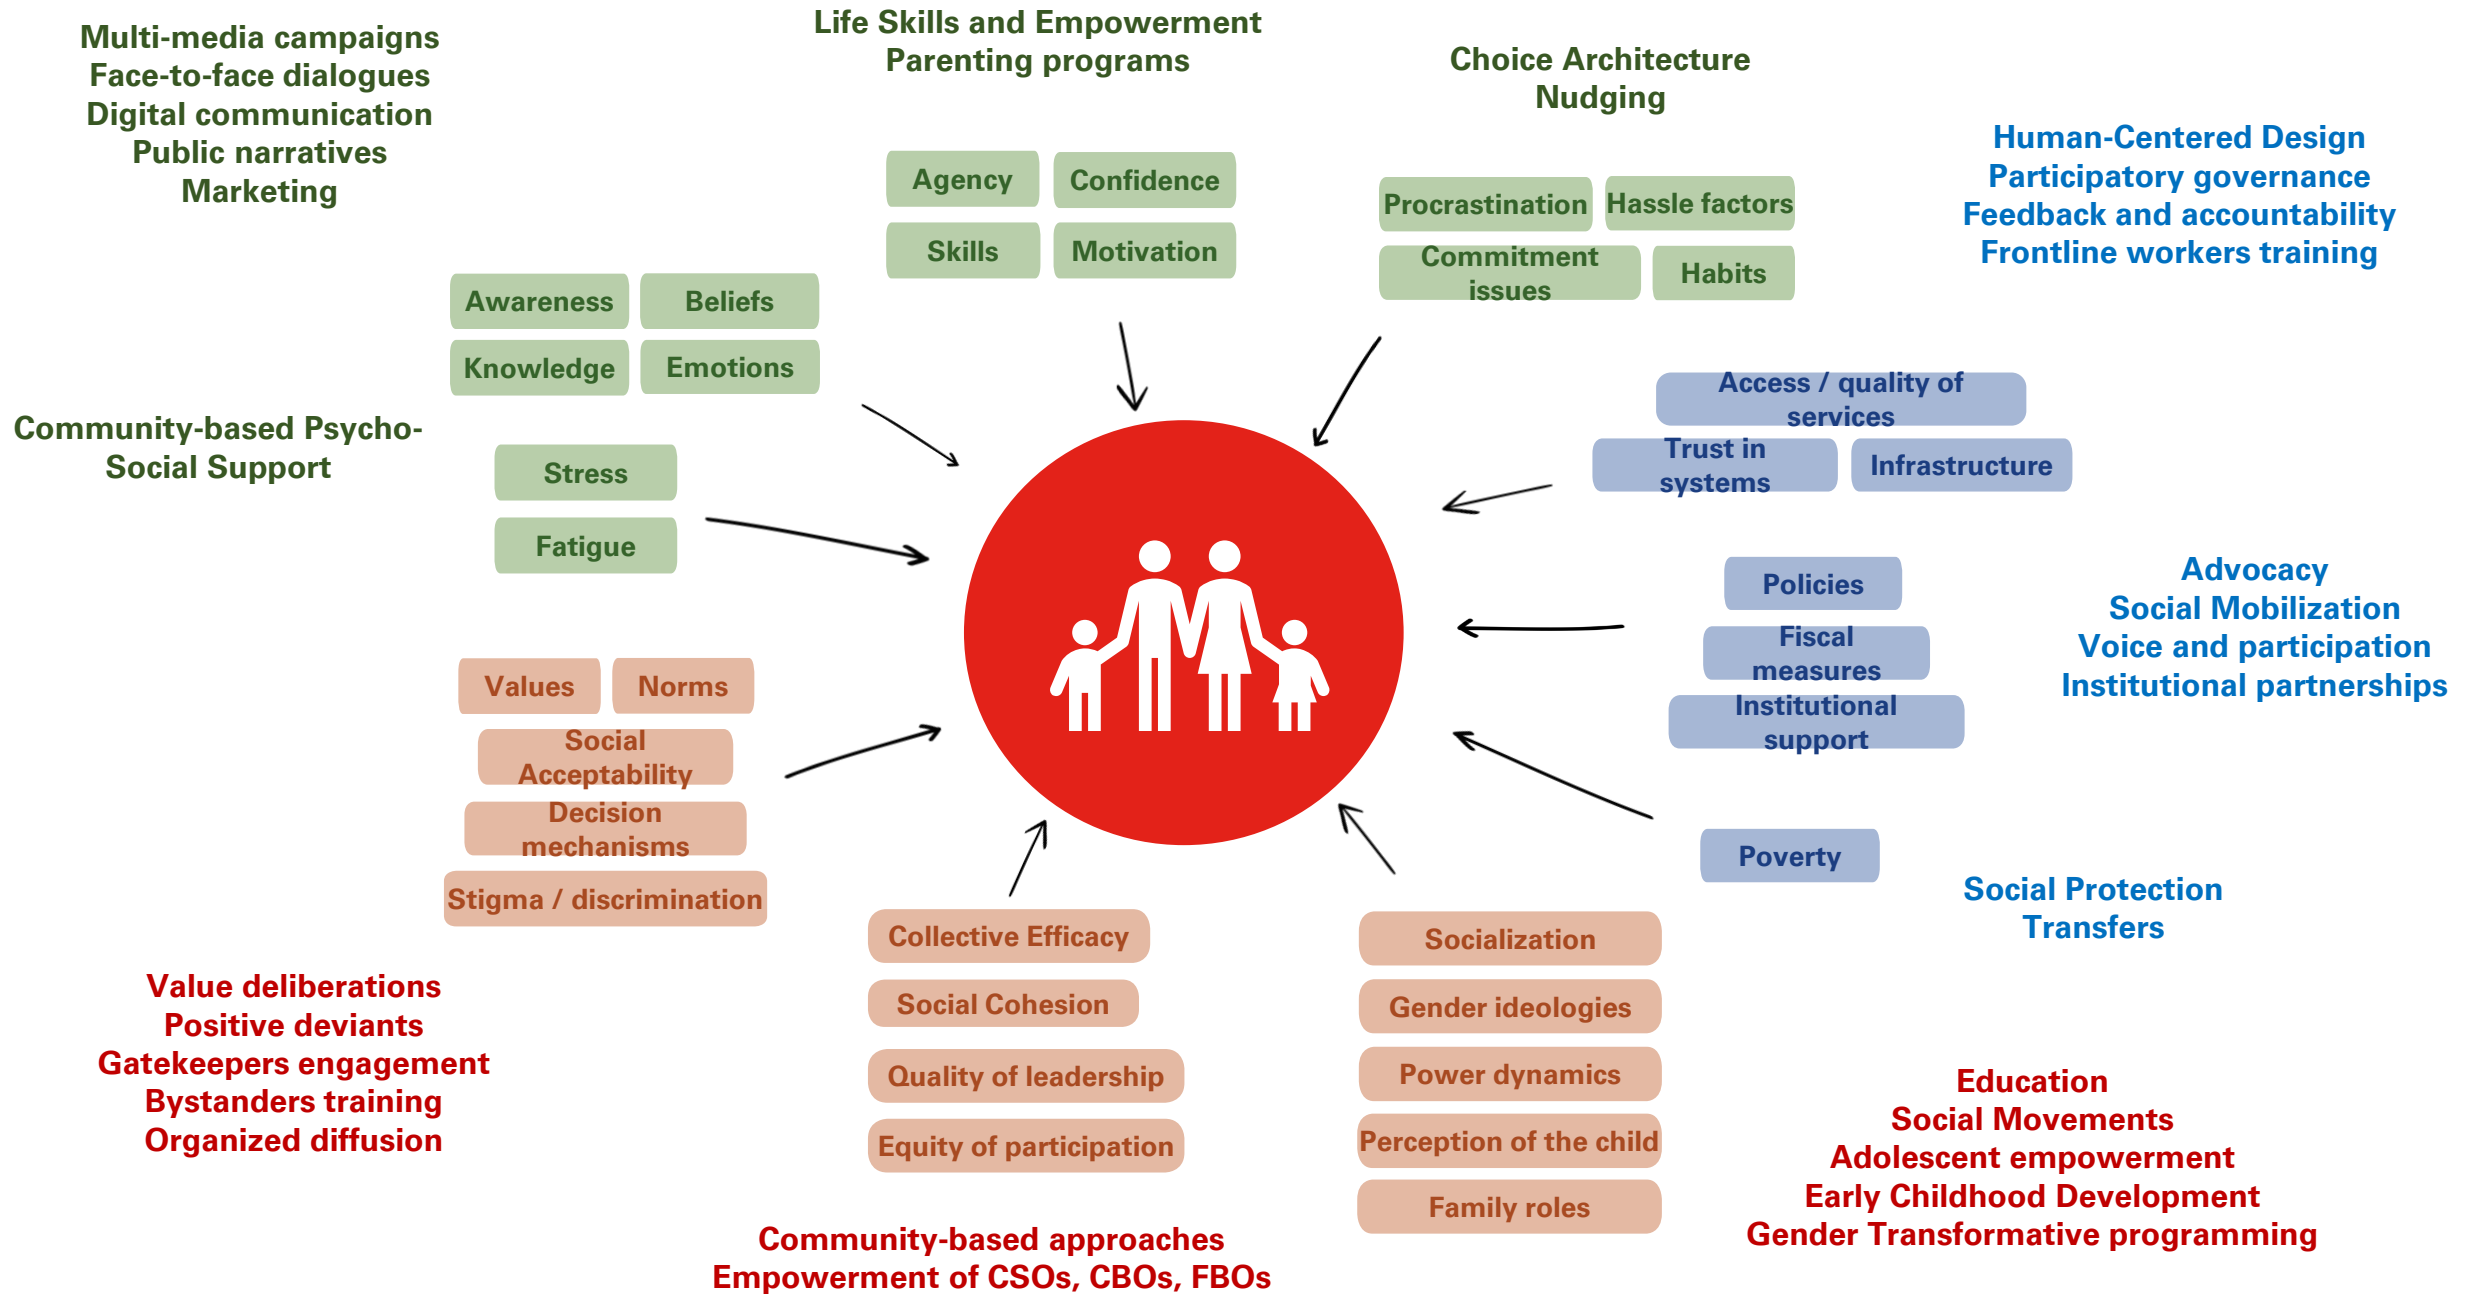 Multi-media campaigns
Face-to-face dialogues
Digital communication
Public narratives
Marketing
Life Skills and Empowerment
Parenting programs
Choice Architecture
Nudging
Human-Centered Design
Participatory governance
Feedback and accountability
Frontline workers training
Agency
Confidence
Skills
Motivation
Procrastination
Hassle factors
Commitment
issues
Habits
Awareness
Beliefs
Knowledge
Emotions
Community-based Psycho-
Social Support
Stress
Fatigue
Access / quality of
services
Trust in
systems
Infrastructure
Policies
Fiscal
measures
Institutional
support
Advocacy
Social Mobilization
Voice and participation
Institutional partnerships
Values
Norms
Social
Acceptability
Decision
mechanisms
Stigma / discrimination
Poverty
Social Protection
Transfers
Value deliberations
Positive deviants
Gatekeepers engagement
Bystanders training
Organized diffusion
Collective Efficacy
Social Cohesion
Quality of leadership
Equity of participation
Community-based approaches
Empowerment of CSOs, CBOs, FBOs
Socialization
Gender ideologies
Power dynamics
Perception of the child
Family roles
Education
Social Movements
Adolescent empowerment
Early Childhood Development
Gender Transformative programming